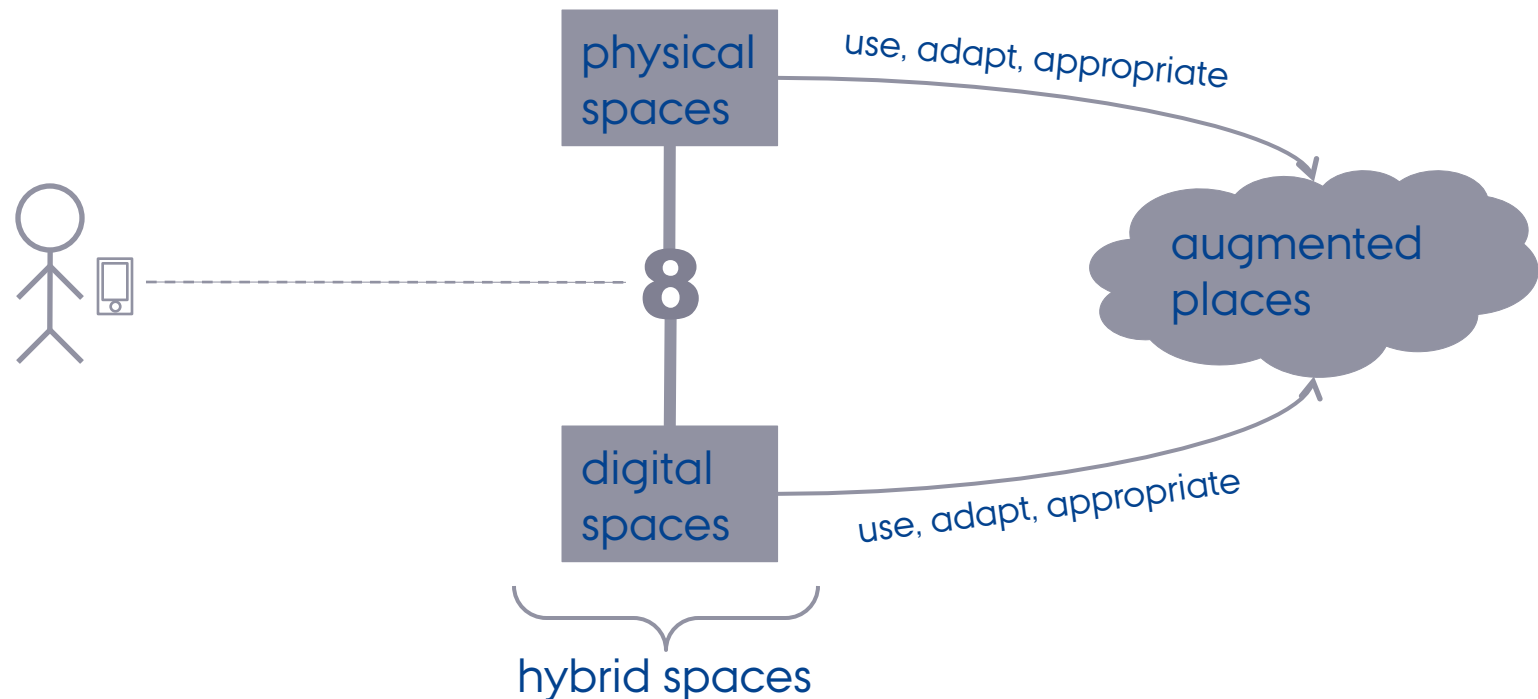 physical
spaces
use, adapt, appropriate
8
augmented
places
digital
spaces
use, adapt, appropriate
hybrid spaces